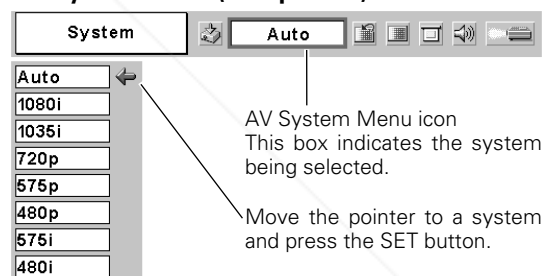 System
Auto
Auto
1080i
1035i
720p
575p
480p
575i
480i
AV System Menu icon
This box indicates the system
being selected.
Move the pointer to a system
and press the SET button.